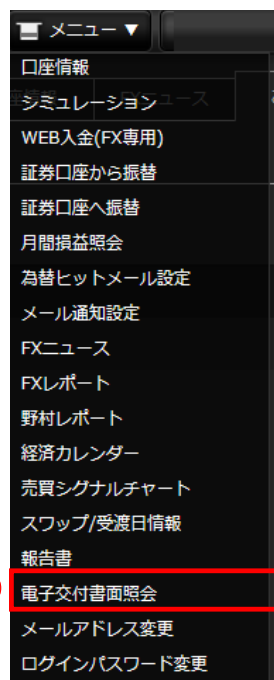 メニュー ▼
口座情報
シミュレーション
WEB入金(FX専用)
証券口座から振替
証券口座へ振替
月間損益照会
為替ヒットメール設定
メール通知設定
FXニュース
FXレポート
野村レポート
経済カレンダー
売買シグナルチャート
スワップ/受渡日情報
報告書
電子交付書面照会
メールアドレス変更
ログインパスワード変更